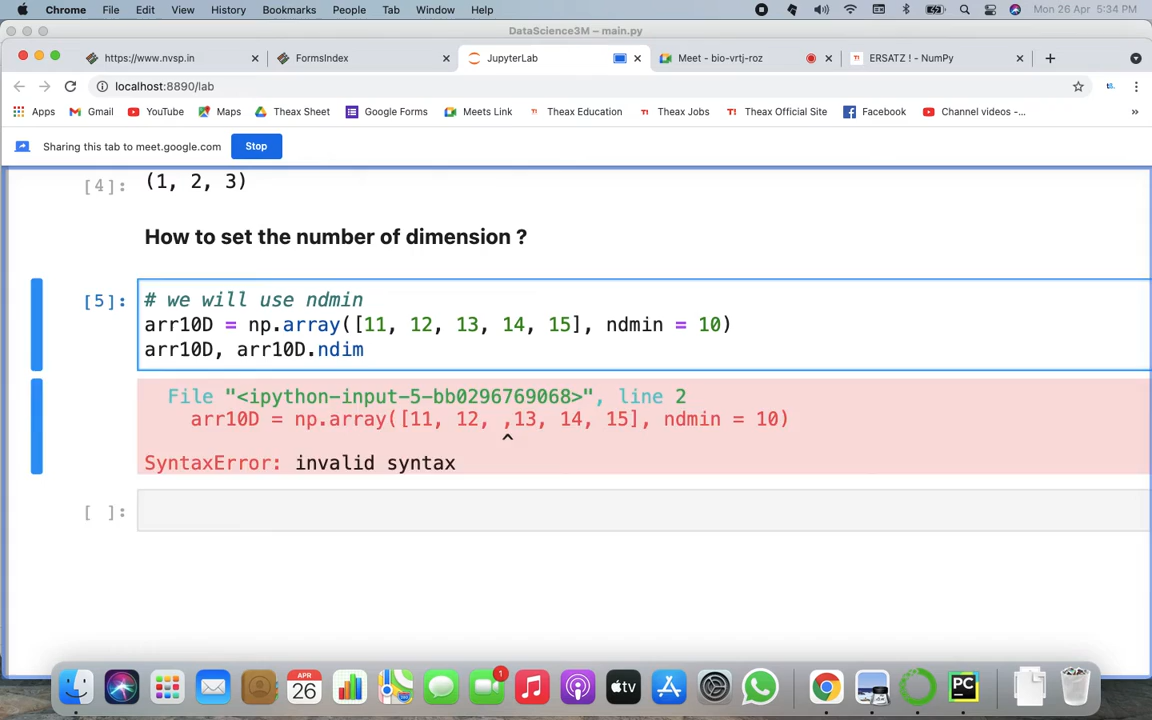 Chrome File Edit View History Bookmarks People Tab Window Help Mon 26 Apr 5:34 PM
DataScience3M – main.py
https://www.nvsp.in FormsIndex JupyterLab Meet - bio-vrtj-roz ERSATZ ! - NumPy
localhost:8890/lab
Apps Gmail YouTube Maps Theax Sheet Google Forms Meets Link Theax Education Theax Jobs Theax Official Site Facebook Channel videos -...
Sharing this tab to meet.google.com Stop
[4]: (1, 2, 3)
How to set the number of dimension ?
[5]: # we will use ndmin
arr10D = np.array([11, 12, 13, 14, 15], ndmin = 10)
arr10D, arr10D.ndim
File "<ipython-input-5-bb0296769068>", line 2
arr10D = np.array([11, 12, ,13, 14, 15], ndmin = 10)
^
SyntaxError: invalid syntax
[ ]:
APR
26
1
tv
PC